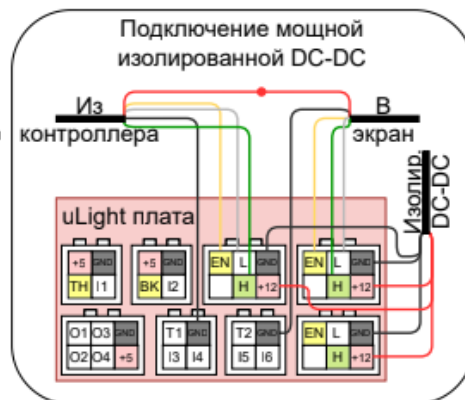 Подключение мощной
изолированной DC-DC
Из
контроллера
В
экран
Изолир.
DC-DC
uLight плата
+5 GND
TH I1
+5 GND
BK I2
EN L GND
H +12
EN L GND
H +12
O1 O3 GND
O2 O4 +5
T1 GND
I3 I4
T2 GND
I5 I6
EN L GND
H +12